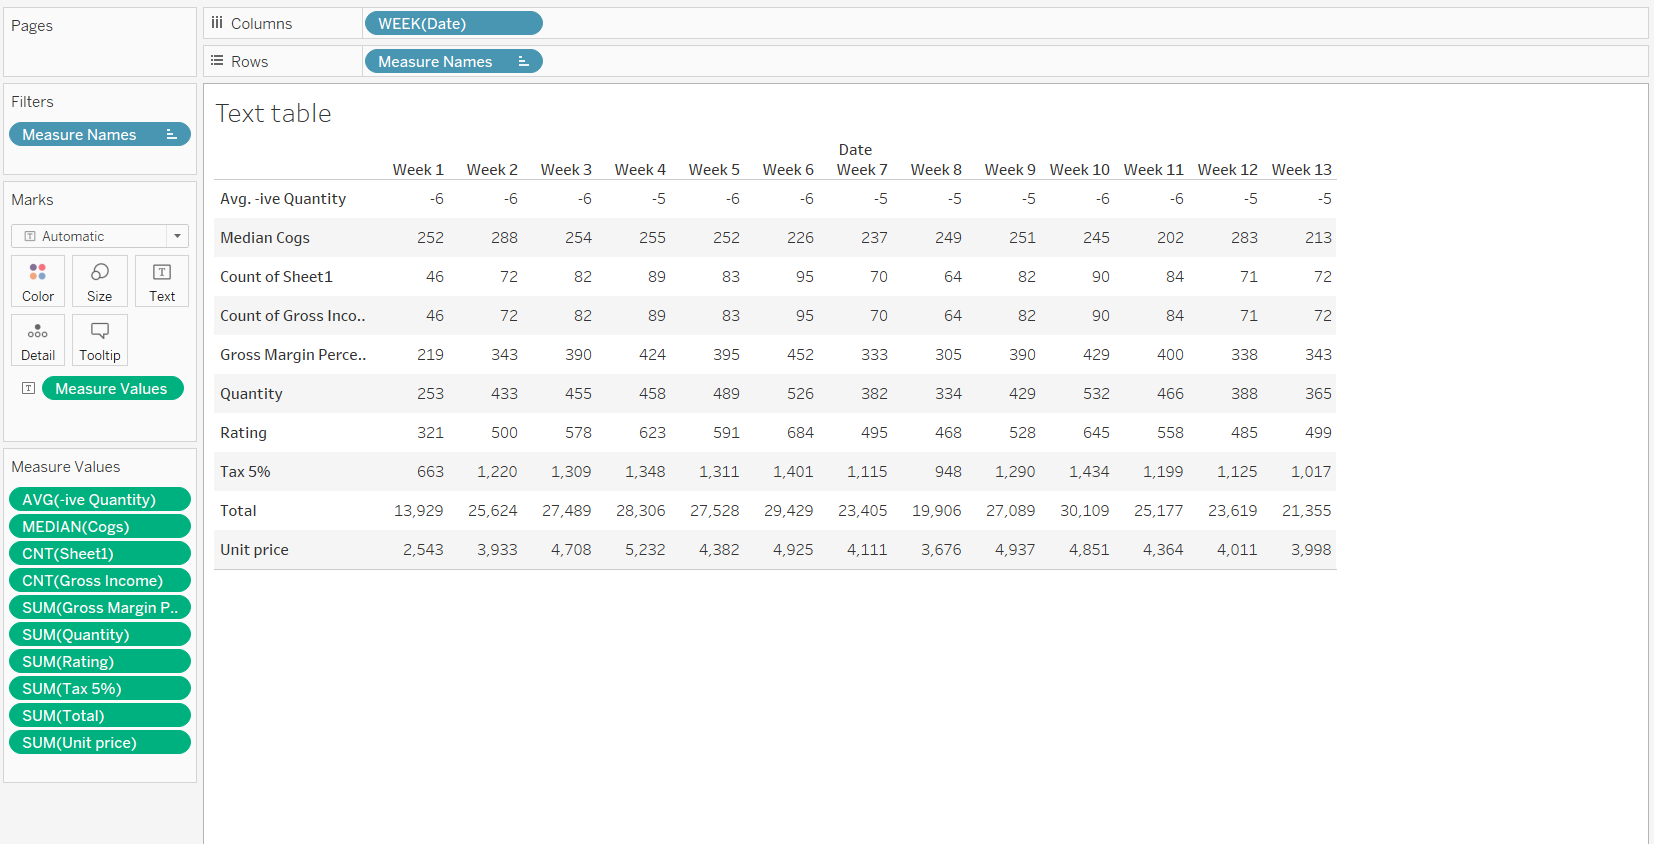 Pages
Columns WEEK(Date)
Rows Measure Names
Filters
Measure Names
Marks
Automatic
Color Size Text
Detail Tooltip
Measure Values
Measure Values
AVG(-ive Quantity)
MEDIAN(Cogs)
CNT(Sheet1)
CNT(Gross Income)
SUM(Gross Margin P..
SUM(Quantity)
SUM(Rating)
SUM(Tax 5%)
SUM(Total)
SUM(Unit price)
Text table
Date
Week 1 Week 2 Week 3 Week 4 Week 5 Week 6 Week 7 Week 8 Week 9 Week 10 Week 11 Week 12 Week 13
Avg. -ive Quantity -6 -6 -6 -5 -6 -6 -5 -5 -5 -6 -6 -5 -5
Median Cogs 252 288 254 255 252 226 237 249 251 245 202 283 213
Count of Sheet1 46 72 82 89 83 95 70 64 82 90 84 71 72
Count of Gross Inco.. 46 72 82 89 83 95 70 64 82 90 84 71 72
Gross Margin Perce.. 219 343 390 424 395 452 333 305 390 429 400 338 343
Quantity 253 433 455 458 489 526 382 334 429 532 466 388 365
Rating 321 500 578 623 591 684 495 468 528 645 558 485 499
Tax 5% 663 1,220 1,309 1,348 1,311 1,401 1,115 948 1,290 1,434 1,199 1,125 1,017
Total 13,929 25,624 27,489 28,306 27,528 29,429 23,405 19,906 27,089 30,109 25,177 23,619 21,355
Unit price 2,543 3,933 4,708 5,232 4,382 4,925 4,111 3,676 4,937 4,851 4,364 4,011 3,998